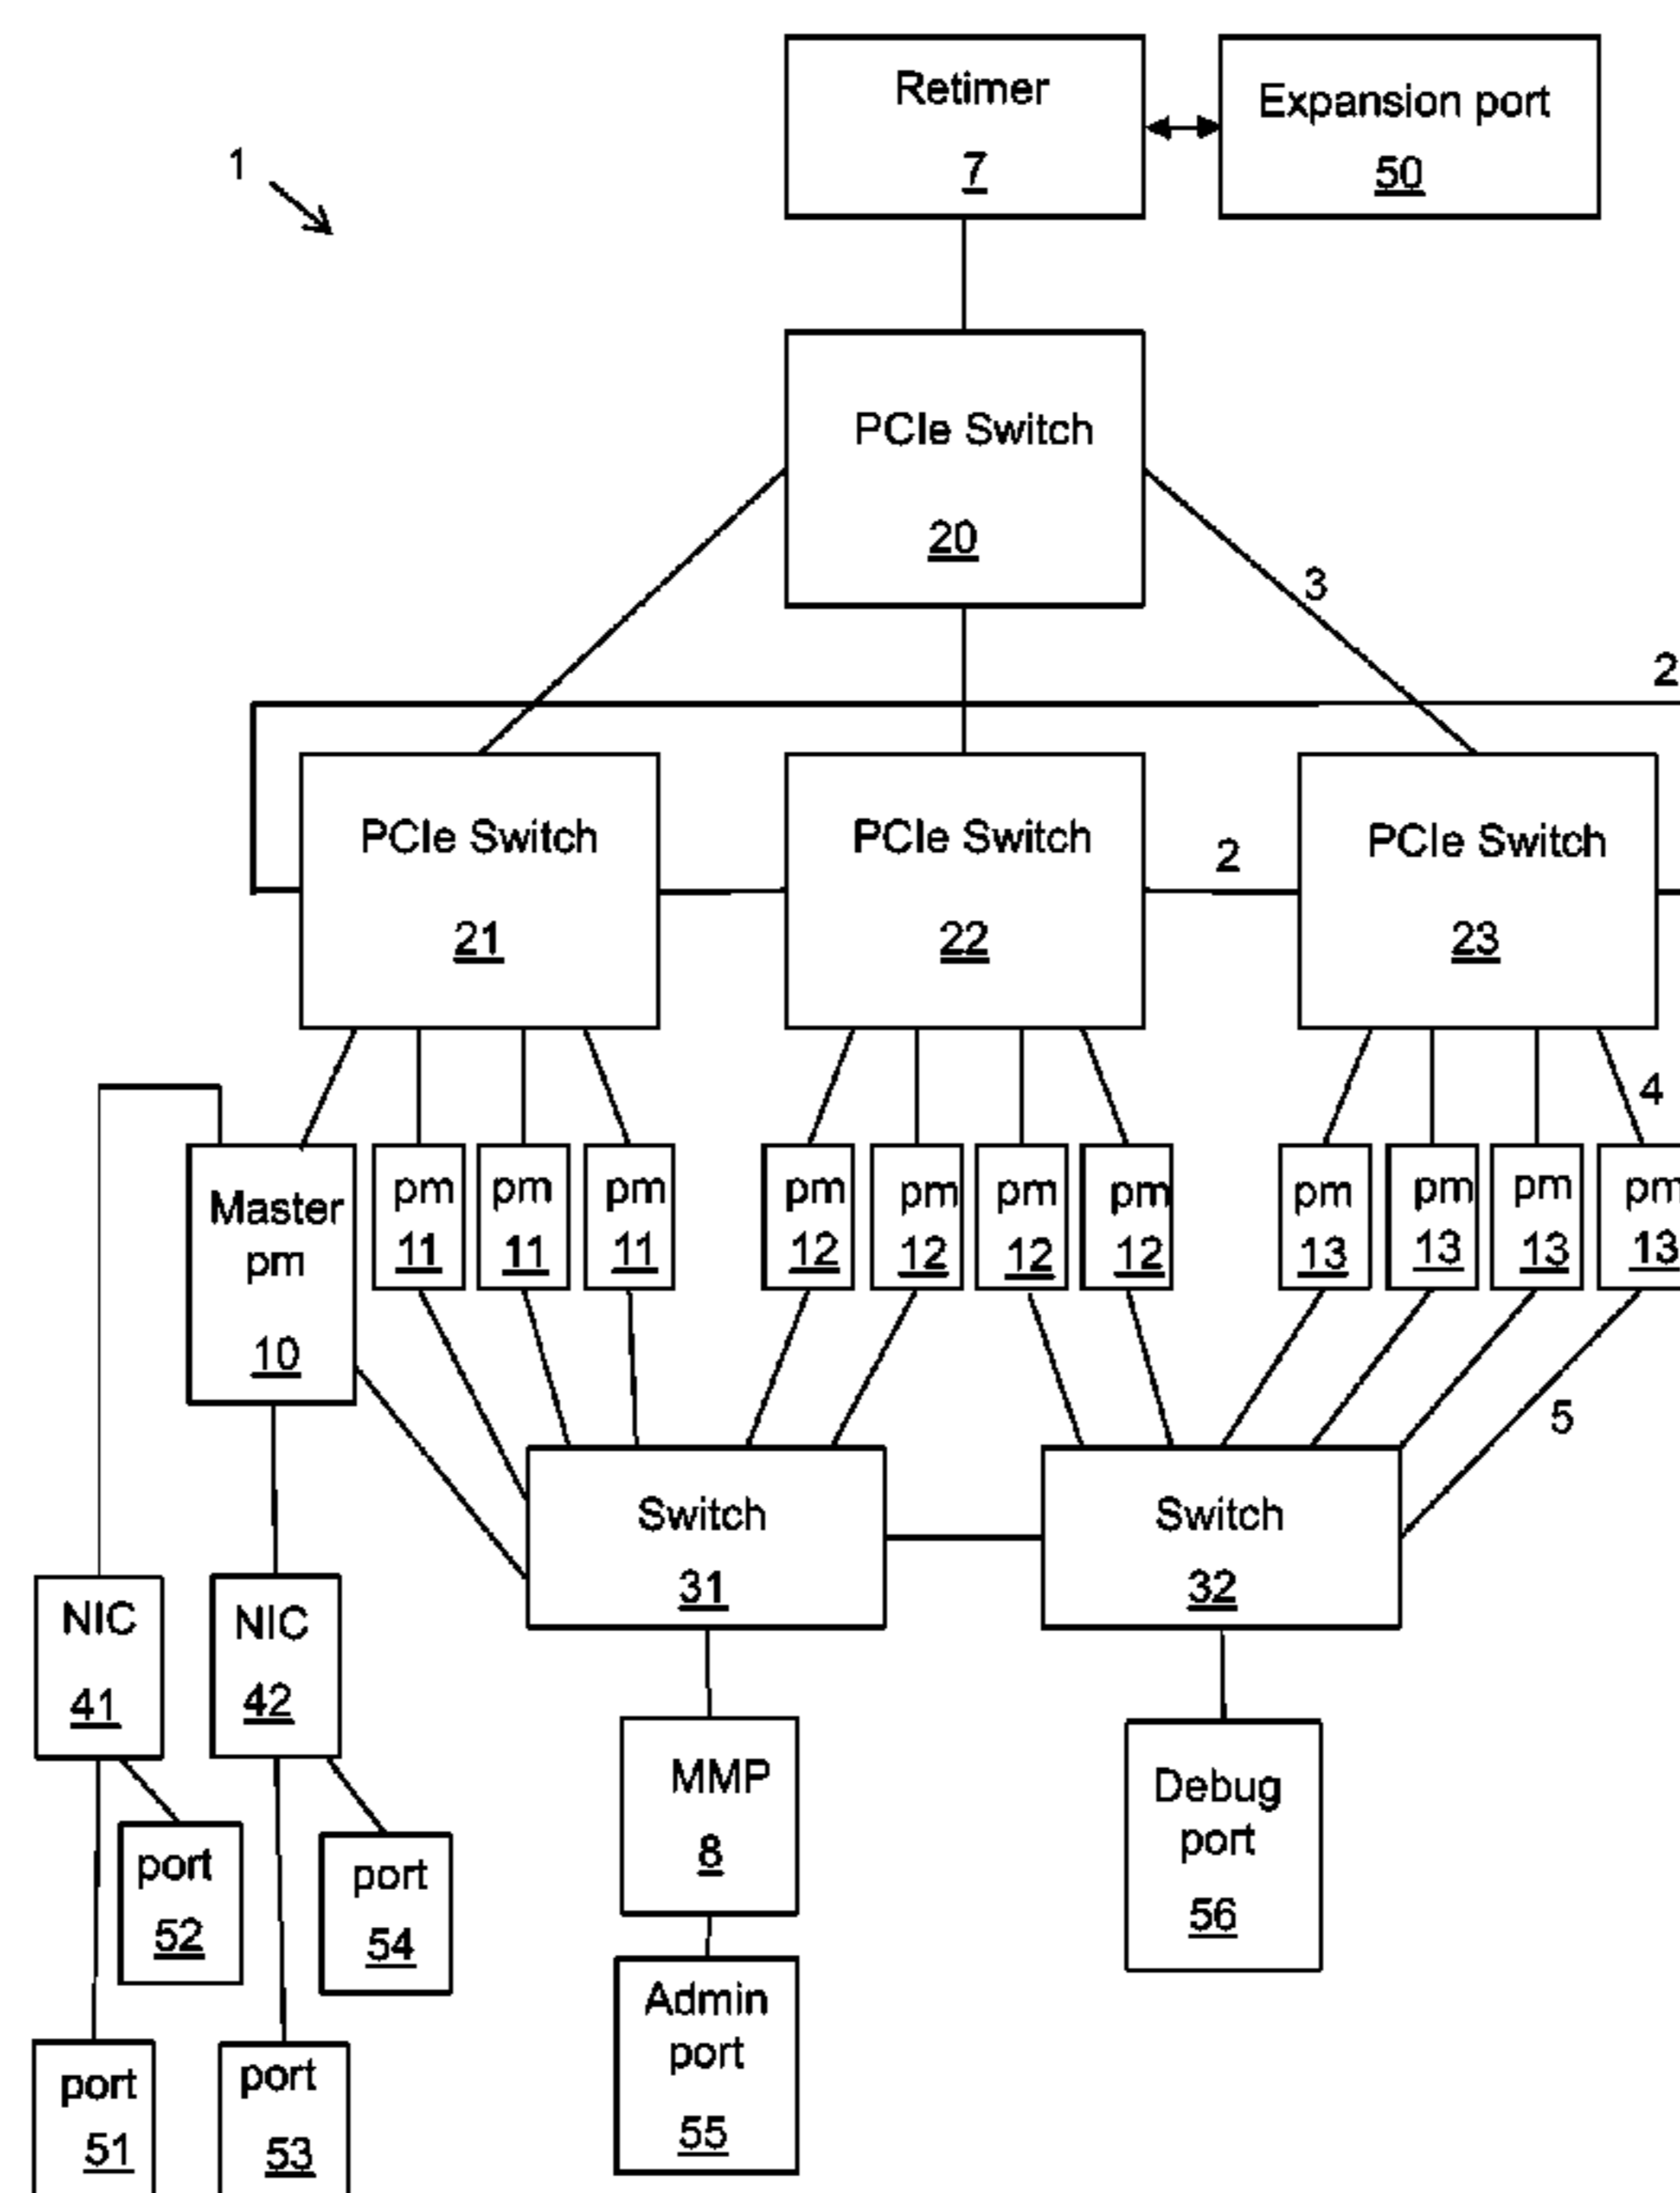 Retimer
7
Expansion port
50
1
PCIe Switch
20
3
2
PCIe Switch
21
PCIe Switch
22
2
PCIe Switch
23
4
Master
pm
10
pm
11
pm
11
pm
11
pm
12
pm
12
pm
12
pm
12
pm
13
pm
13
pm
13
pm
13
5
Switch
31
Switch
32
NIC
41
NIC
42
MMP
8
Debug
port
56
port
52
port
54
Admin
port
55
port
51
port
53